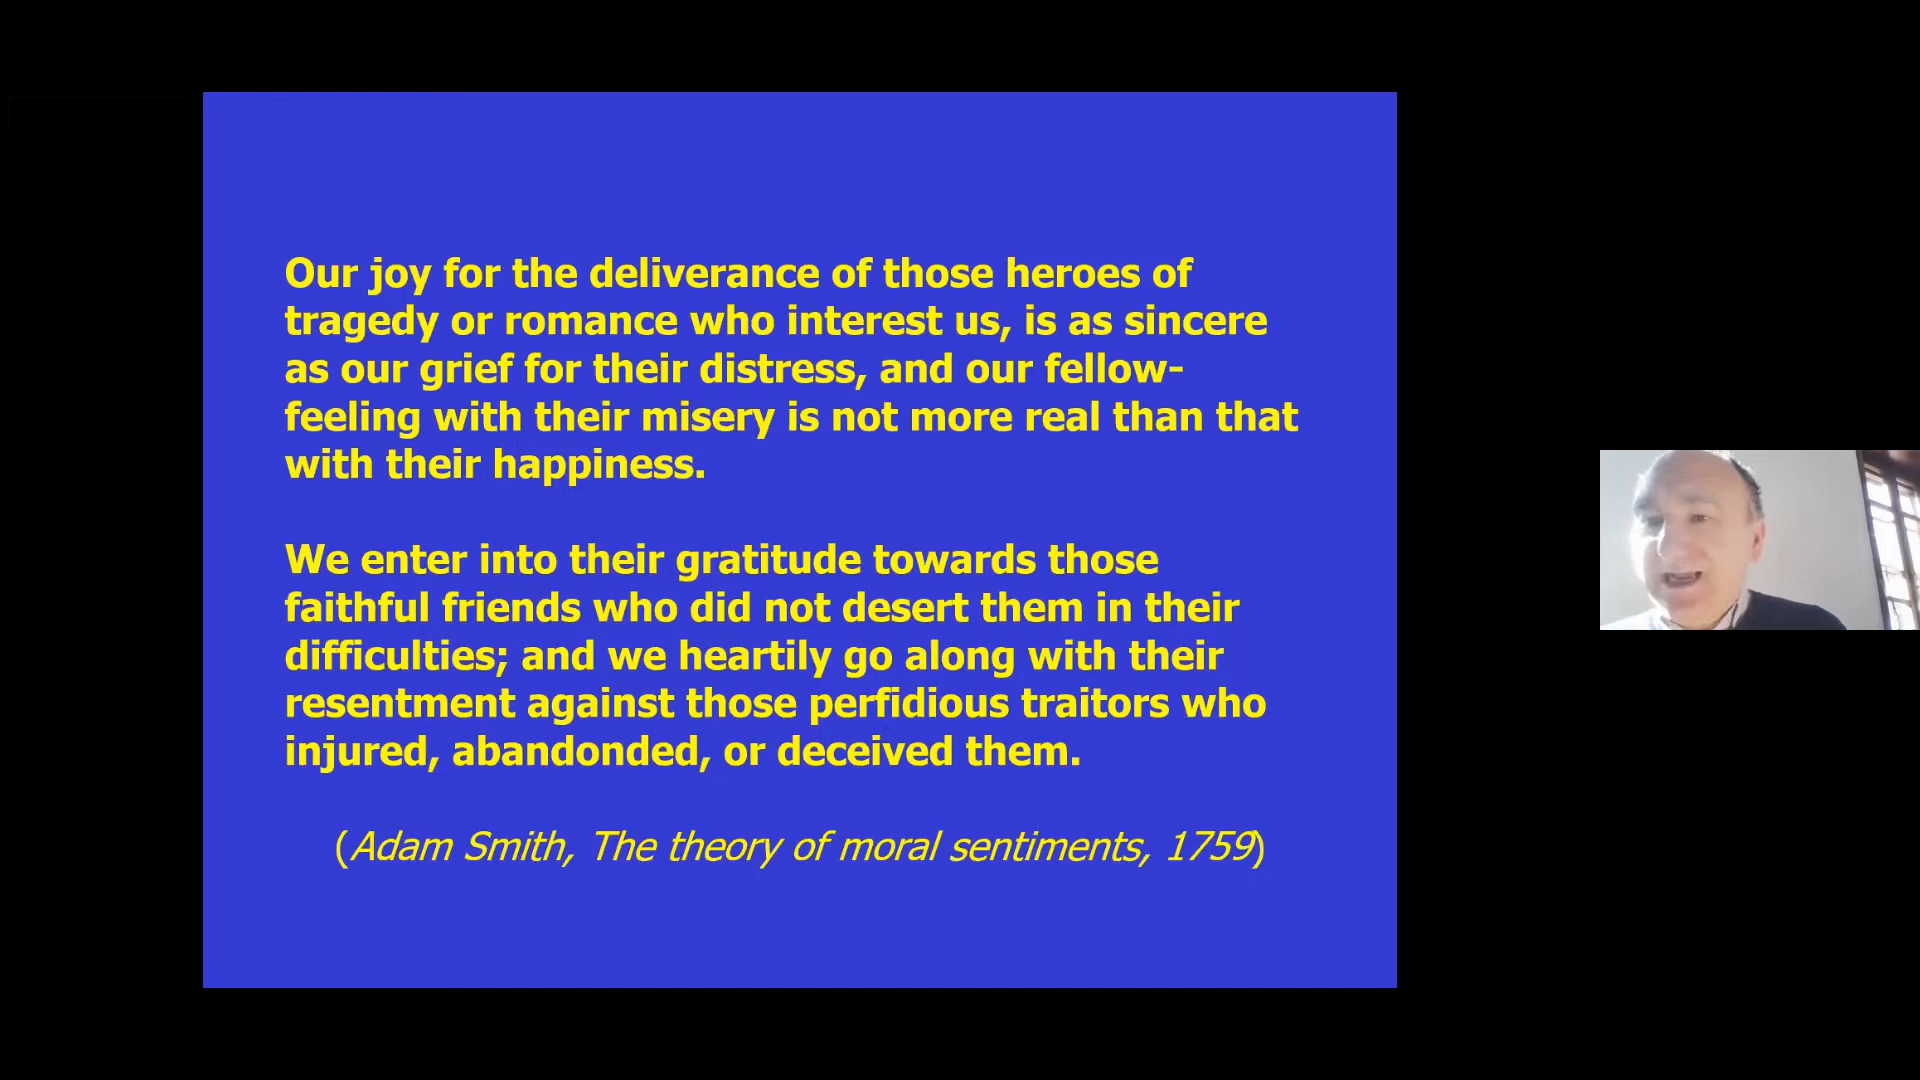 Our joy for the deliverance of those heroes of
tragedy or romance who interest us, is as sincere
as our grief for their distress, and our fellow-
feeling with their misery is not more real than that
with their happiness.
We enter into their gratitude towards those
faithful friends who did not desert them in their
difficulties; and we heartily go along with their
resentment against those perfidious traitors who
injured, abandonded, or deceived them.
(Adam Smith, The theory of moral sentiments, 1759)